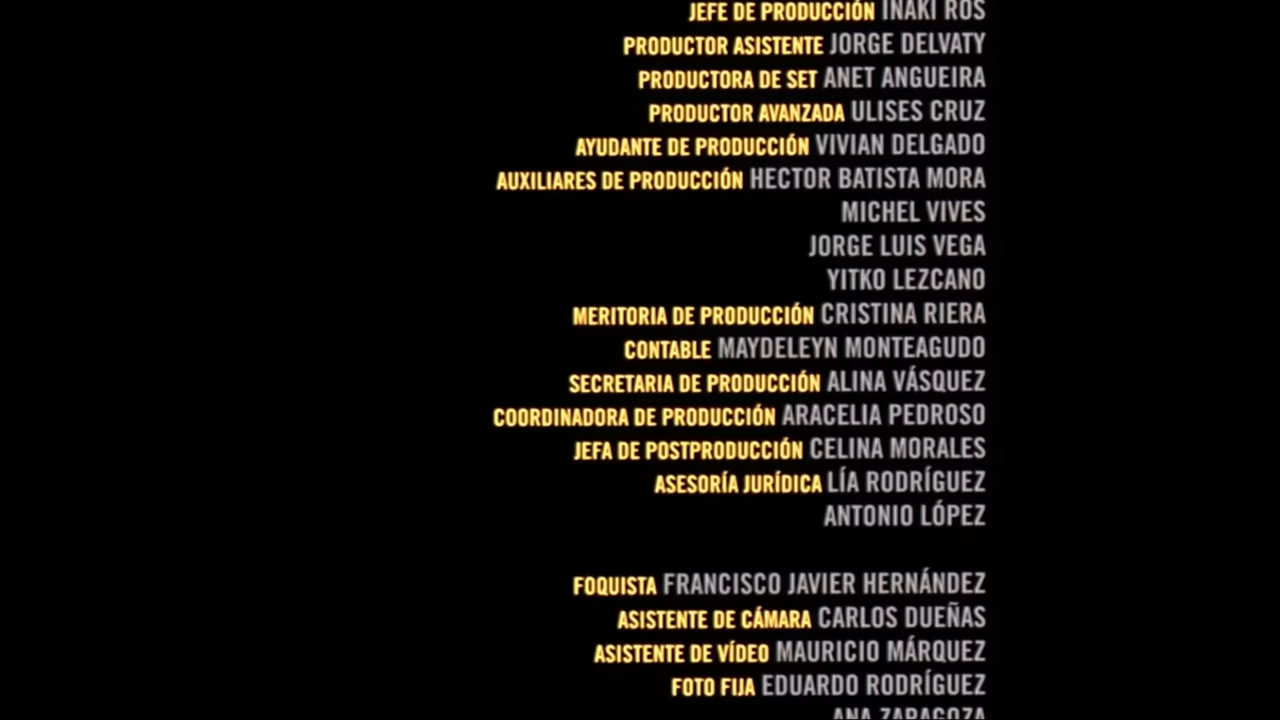 JEFE DE PRODUCCIÓN IÑAKI ROS
PRODUCTOR ASISTENTE JORGE DELVATY
PRODUCTORA DE SET ANET ANGUEIRA
PRODUCTOR AVANZADA ULISES CRUZ
AYUDANTE DE PRODUCCIÓN VIVIAN DELGADO
AUXILIARES DE PRODUCCIÓN HECTOR BATISTA MORA
MICHEL VIVES
JORGE LUIS VEGA
YITKO LEZCANO
MERITORIA DE PRODUCCIÓN CRISTINA RIERA
CONTABLE MAYDELEYN MONTEAGUDO
SECRETARIA DE PRODUCCIÓN ALINA VÁSQUEZ
COORDINADORA DE PRODUCCIÓN ARACELIA PEDROSO
JEFA DE POSTPRODUCCIÓN CELINA MORALES
ASESORÍA JURÍDICA LÍA RODRÍGUEZ
ANTONIO LÓPEZ
FOQUISTA FRANCISCO JAVIER HERNÁNDEZ
ASISTENTE DE CÁMARA CARLOS DUEÑAS
ASISTENTE DE VÍDEO MAURICIO MÁRQUEZ
FOTO FIJA EDUARDO RODRÍGUEZ
ANA ZARAGOZA